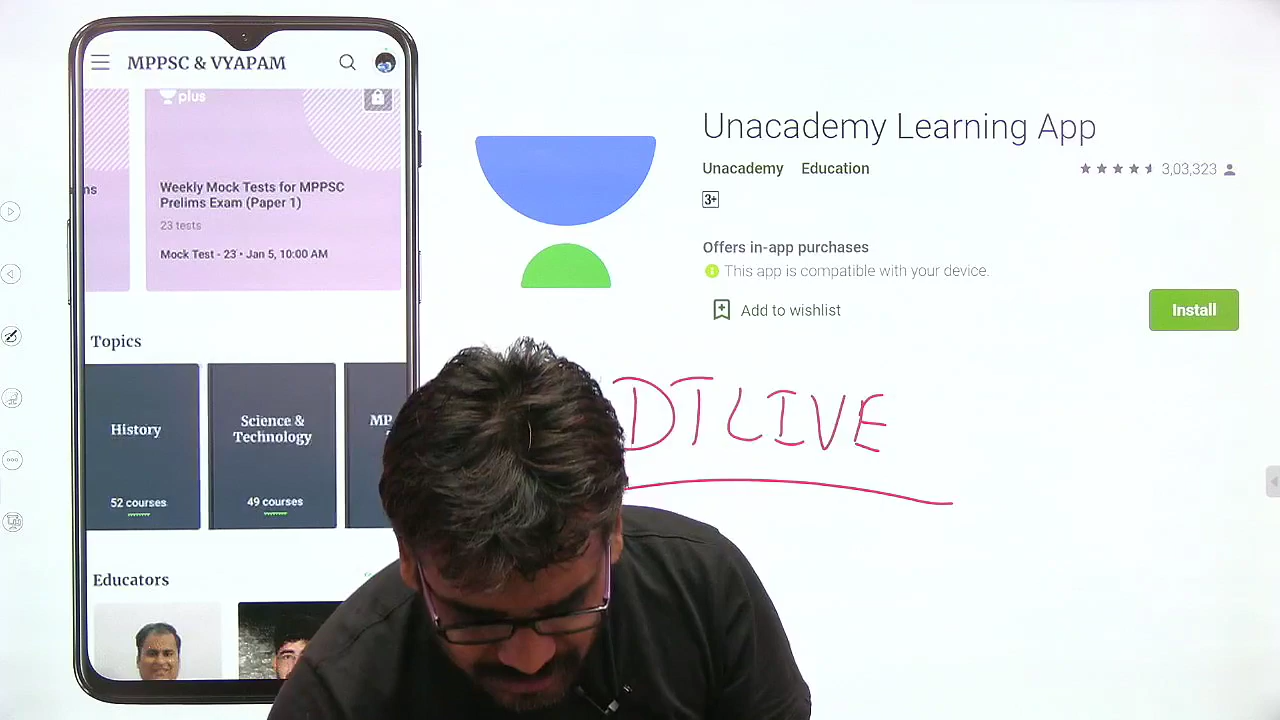 MPPSC & VYAPAM
plus
Weekly Mock Tests for MPPSC
Prelims Exam (Paper 1)
23 tests
Mock Test - 23 • Jan 5, 10:00 AM
Topics
History
52 courses
Science &
Technology
49 courses
MP
Educators
Unacademy Learning App
Unacademy Education
3,03,323
3+
Offers in-app purchases
This app is compatible with your device.
Add to wishlist
Install
DTLIVE